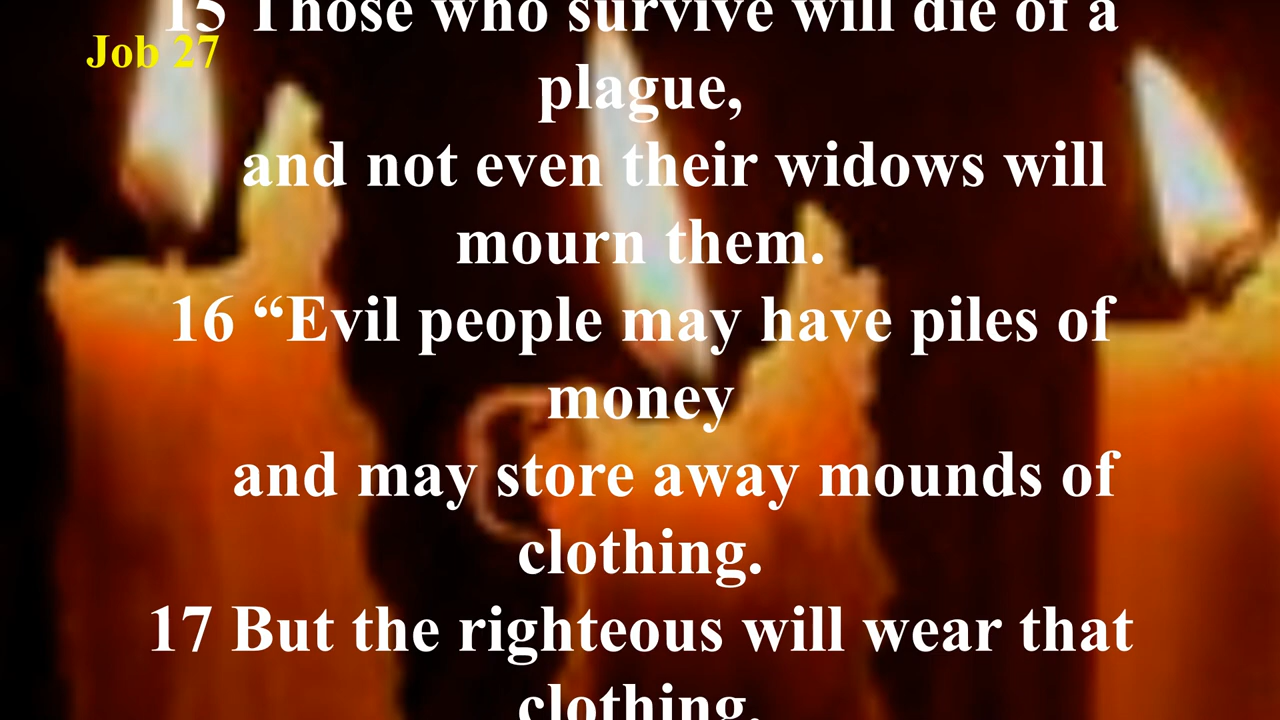 15 Those who survive will die of a
Job 27
plague,
and not even their widows will
mourn them.
16 “Evil people may have piles of
money
and may store away mounds of
clothing.
17 But the righteous will wear that
clothing,